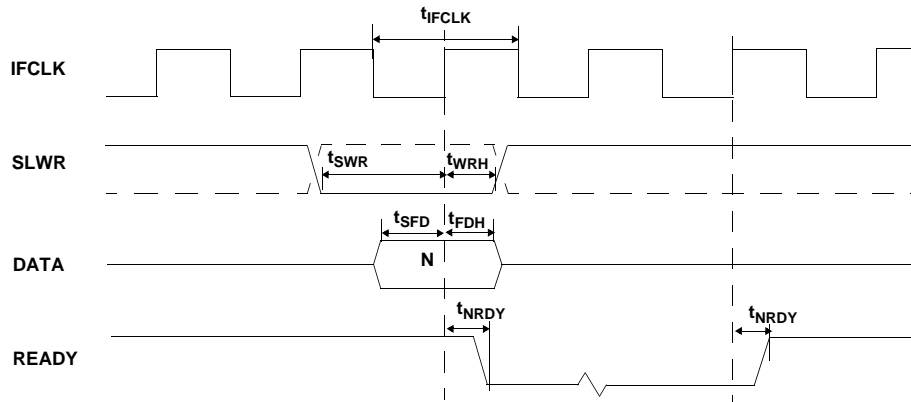 tIFCLK
IFCLK
SLWR
tSWR
tWRH
tSFD
tFDH
DATA
N
tNRDY
tNRDY
READY